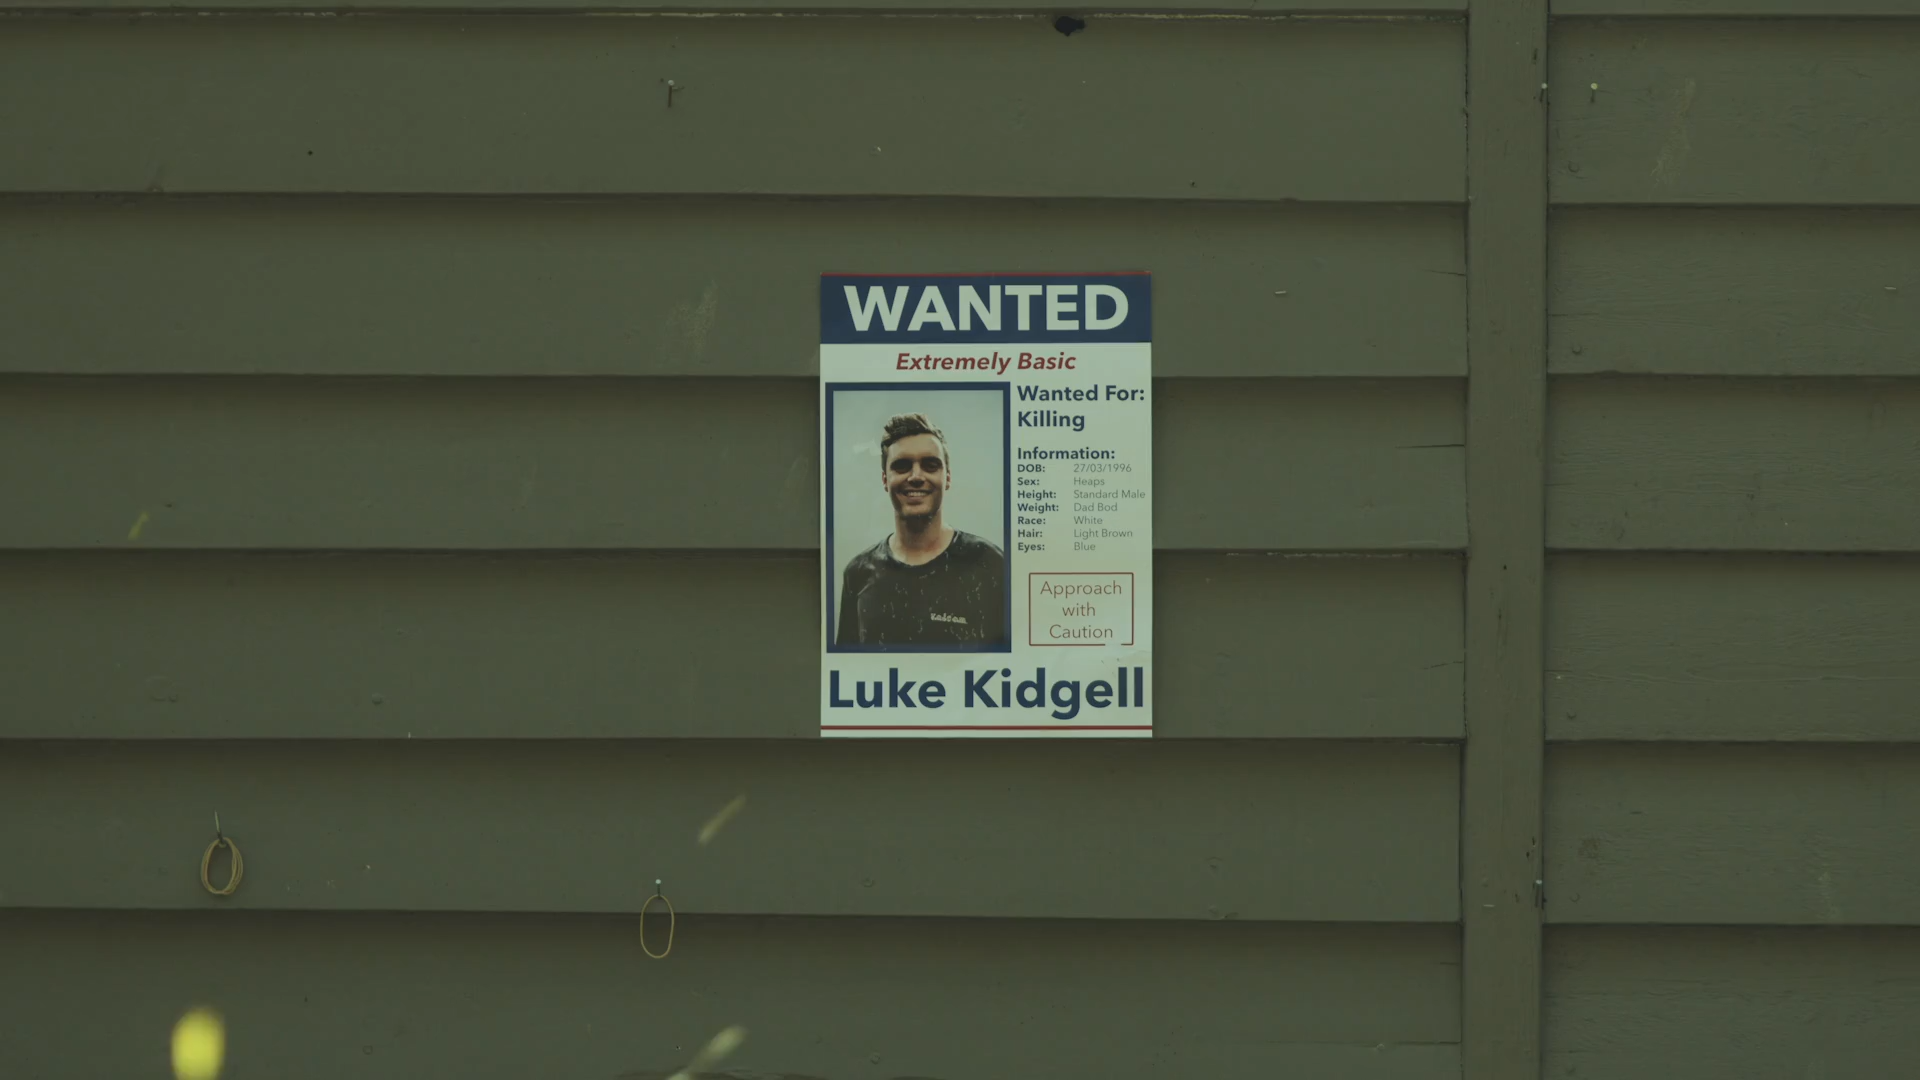 WANTED
Extremely Basic
Wanted For:
Killing
Information:
DOB: 27/03/1996
Sex: Heaps
Height: Standard Male
Weight: Dad Bod
Race: White
Hair: Light Brown
Eyes: Blue
Approach
with
Caution
Luke Kidgell